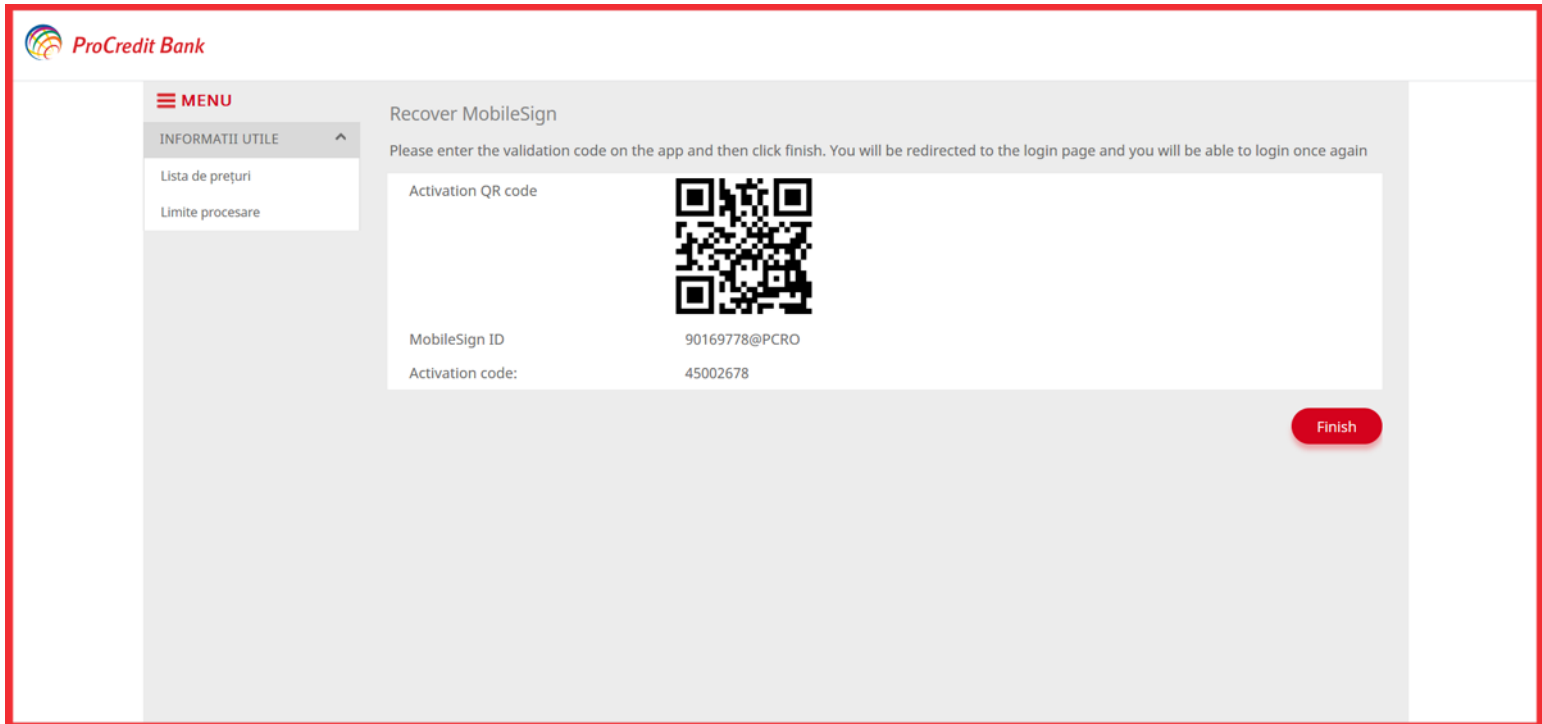 ProCredit Bank
MENU
INFORMATII UTILE
Lista de prețuri
Limite procesare
Recover MobileSign
Please enter the validation code on the app and then click finish. You will be redirected to the login page and you will be able to login once again
Activation QR code
MobileSign ID 90169778@PCRO
Activation code: 45002678
Finish